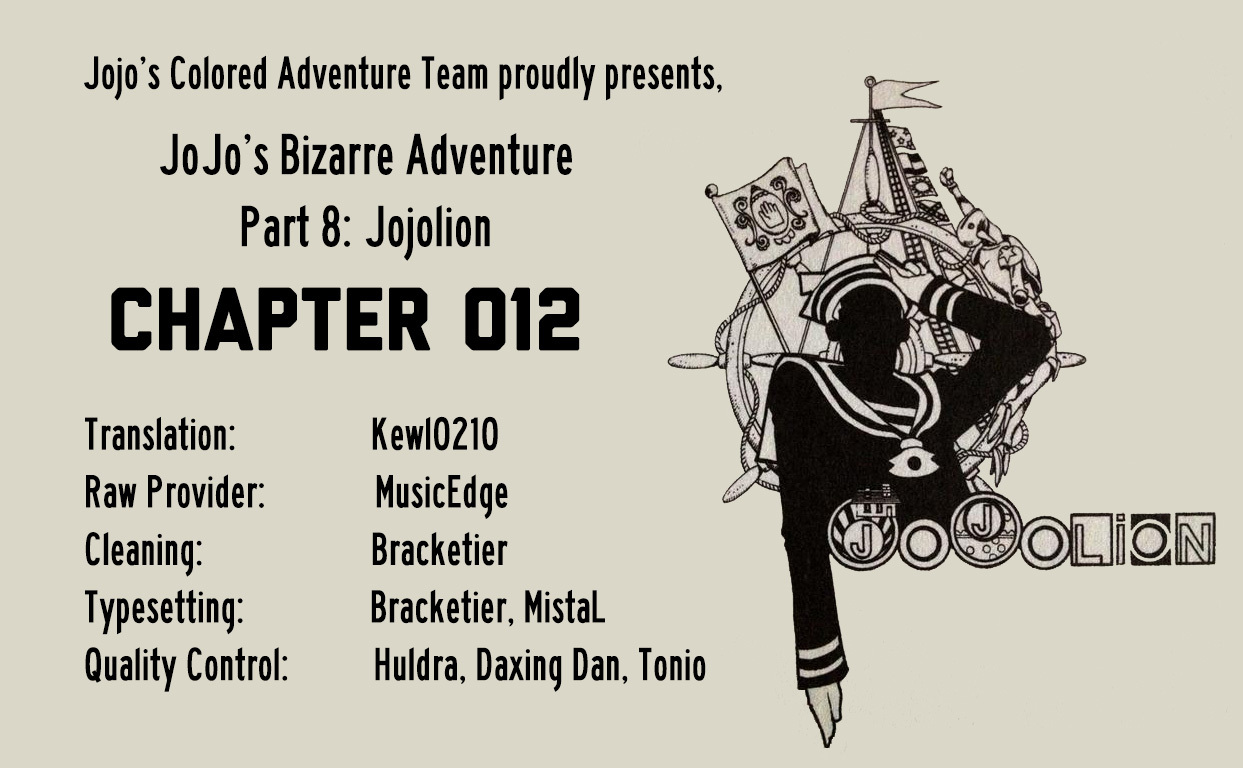 Jojo's Colored Adventure Team proudly presents,
JoJo's Bizarre Adventure
Part 8: Jojolion
CHAPTER 012
Translation: Kewl0210
Raw Provider: MusicEdge
Cleaning: Bracketier
Typesetting: Bracketier, MistaL
Quality Control: Huldra, Daxing Dan, Tonio
JoJoLiON